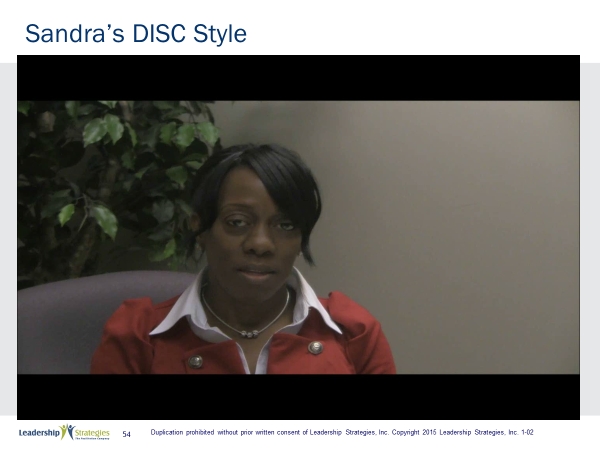 Sandra’s DISC Style
Leadership Strategies
The Facilitation Company
54
Duplication prohibited without prior written consent of Leadership Strategies, Inc. Copyright 2015 Leadership Strategies, Inc. 1-02